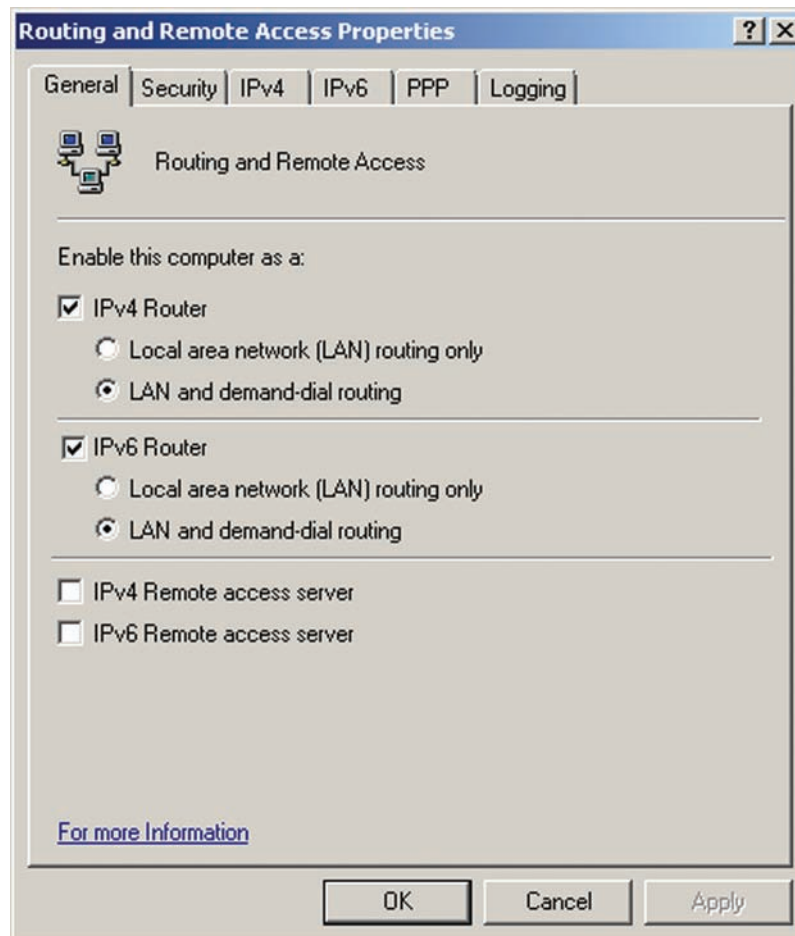 Routing and Remote Access Properties
General Security IPv4 IPv6 PPP Logging
Routing and Remote Access
Enable this computer as a:
IPv4 Router
Local area network (LAN) routing only
LAN and demand-dial routing
IPv6 Router
Local area network (LAN) routing only
LAN and demand-dial routing
IPv4 Remote access server
IPv6 Remote access server
For more Information
OK Cancel Apply